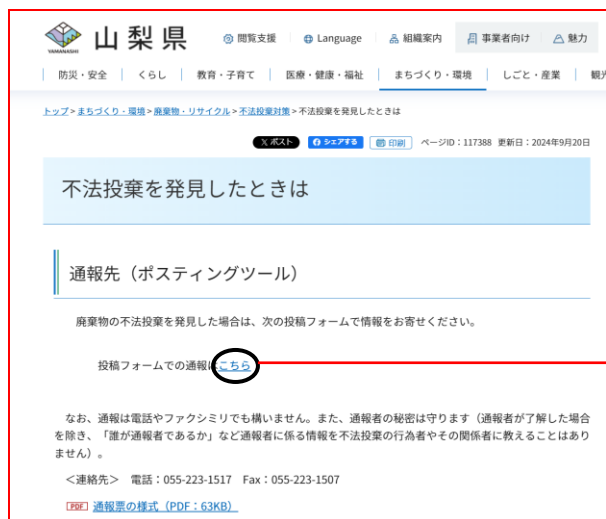 山梨県
YAMANASHI
閲覧支援 Language 組織案内 事業者向け 魅力
防災・安全 くらし 教育・子育て 医療・健康・福祉 まちづくり・環境 しごと・産業
トップ > まちづくり・環境 > 廃棄物・リサイクル > 不法投棄対策 > 不法投棄を発見したときは
X ポスト シェアする 印刷 ページID：117388 更新日：2024年9月20日
不法投棄を発見したときは
通報先（ポスティングツール）
廃棄物の不法投棄を発見した場合は、次の投稿フォームで情報をお寄せください。
投稿フォームでの通報はこちら
なお、通報は電話やファクシミリでも構いません。また、通報者の秘密は守ります（通報者が了解した場合
を除き、「誰が通報者であるか」など通報者に係る情報を不法投棄の行為者やその関係者に教えることはあり
ません）。
＜連絡先＞ 電話：055-223-1517 Fax：055-223-1507
PDF 通報票の様式（PDF：63KB）